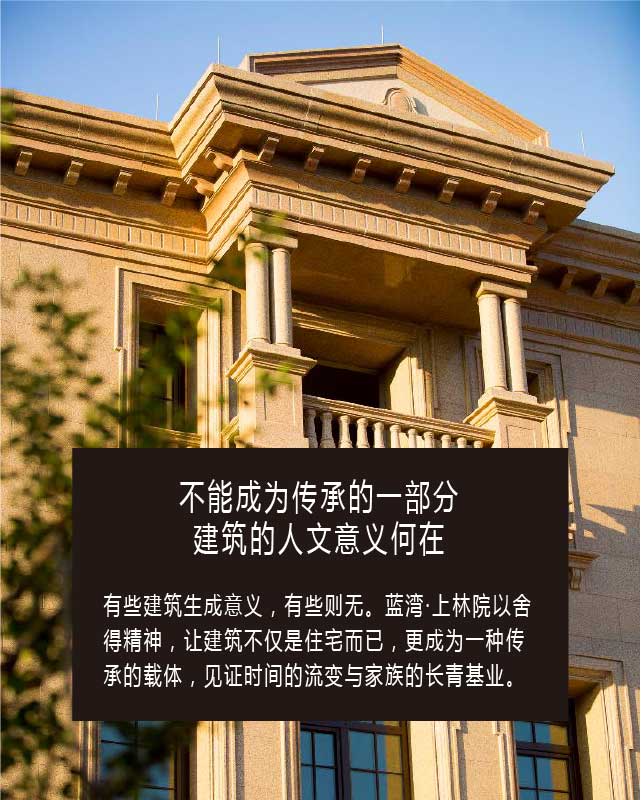 不能成为传承的一部分
建筑的人文意义何在
有些建筑生成意义，有些则无。蓝湾·上林院以舍
得精神，让建筑不仅是住宅而已，更成为一种传
承的载体，见证时间的流变与家族的长青基业。